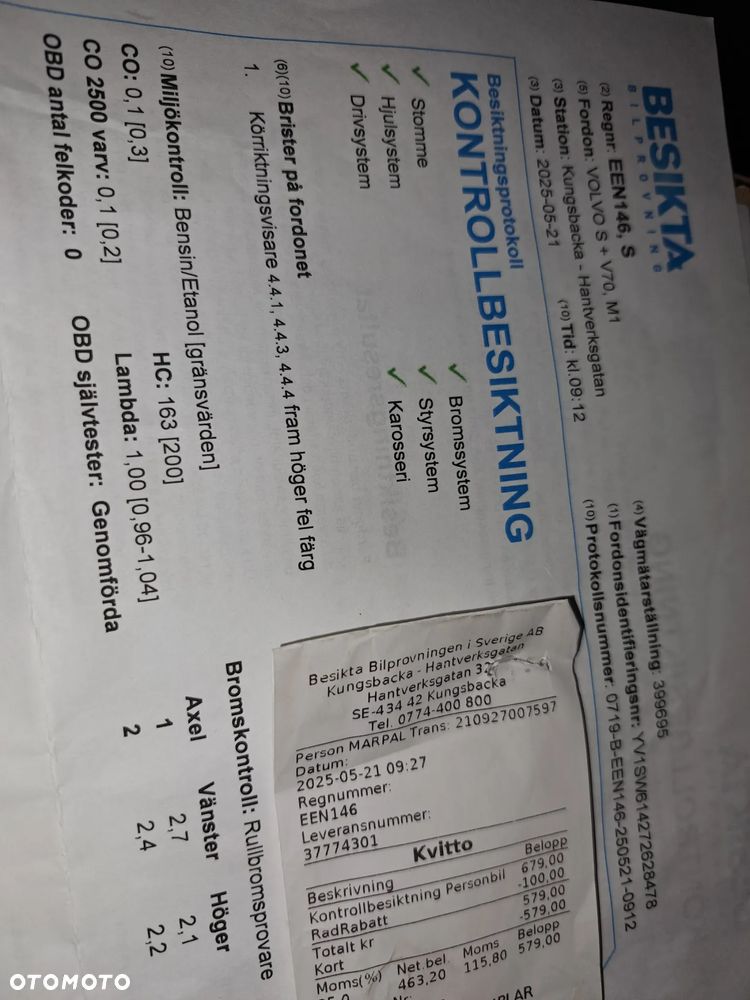 BESIKTA
BILPROVNING
(2) Regnr: EEN146, S
(5) Fordon: VOLVO S + V70, M1
(3) Station: Kungsbacka - Hantverksgatan
(3) Datum: 2025-05-21
(10) Tid: kl.09:12
(4) Vägmätarställning: 399695
(1) Fordonsidentifieringsnr: YV1SW614272628478
(10) Protokollsnummer: 0719-B-EEN146-250521-0912
Besiktningsprotokoll
KONTROLLBESIKTNING
✓ Stomme
✓ Hjulsystem
✓ Drivsystem
✓ Bromssystem
✓ Styrsystem
✓ Karosseri
(6)(10) Brister på fordonet
1. Körriktningsvisare 4.4.1, 4.4.3, 4.4.4 fram höger fel färg
(10) Miljökontroll: Bensin/Etanol [gränsvärden]
CO: 0,1 [0,3] HC: 163 [200]
CO 2500 varv: 0,1 [0,2] Lambda: 1,00 [0,96-1,04]
OBD antal felkoder: 0 OBD självtester: Genomförda
Bromskontroll: Rullbromsprovare
Axel Vänster Höger
1 2,7 2,1
2 2,4 2,2
Besikta Bilprovningen i Sverige AB
Kungsbacka - Hantverksgatan
Hantverksgatan
SE-434 42 Kungsbacka
Tel. 0774-400 800
Person MARPAL Trans: 210927007597
Datum:
2025-05-21 09:27
Regnummer:
EEN146
Leveransnummer:
37774301
Kvitto
Beskrivning Belopp
Kontrollbesiktning Personbil 679,00
RadRabatt -100,00
Totalt kr 579,00
Kort -579,00
Moms(%) Net.bel. Moms Belopp
463,20 115,80 579,00
OTOMOTO